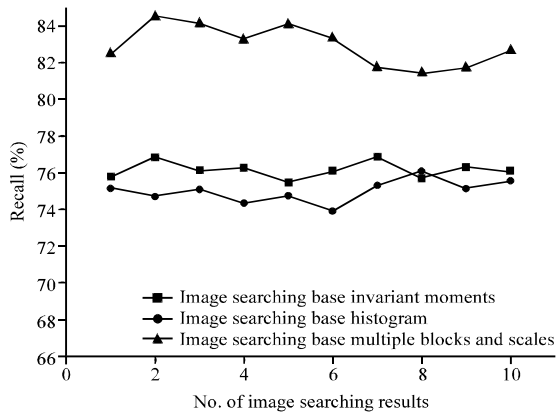 84
82
80
78
76
74
72
70
68
66
Recall (%)
Image searching base invariant moments
Image searching base histogram
Image searching base multiple blocks and scales
0 2 4 6 8 10
No. of image searching results